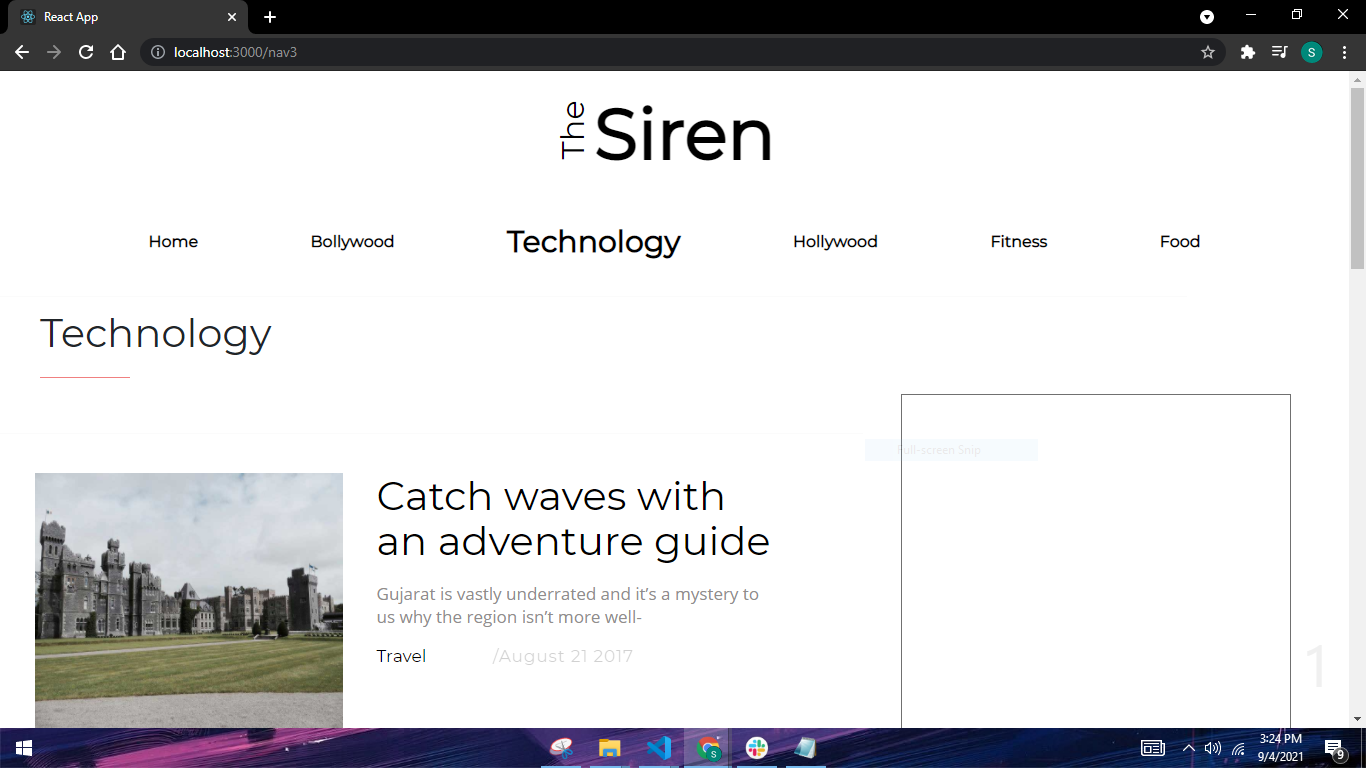 React App
localhost:3000/nav3
S
The Siren
Home Bollywood Technology Hollywood Fitness Food
Technology
Full-screen Snip
Catch waves with
an adventure guide
Gujarat is vastly underrated and it’s a mystery to
us why the region isn’t more well-
Travel /August 21 2017
1
S
3:24 PM
9/4/2021
9